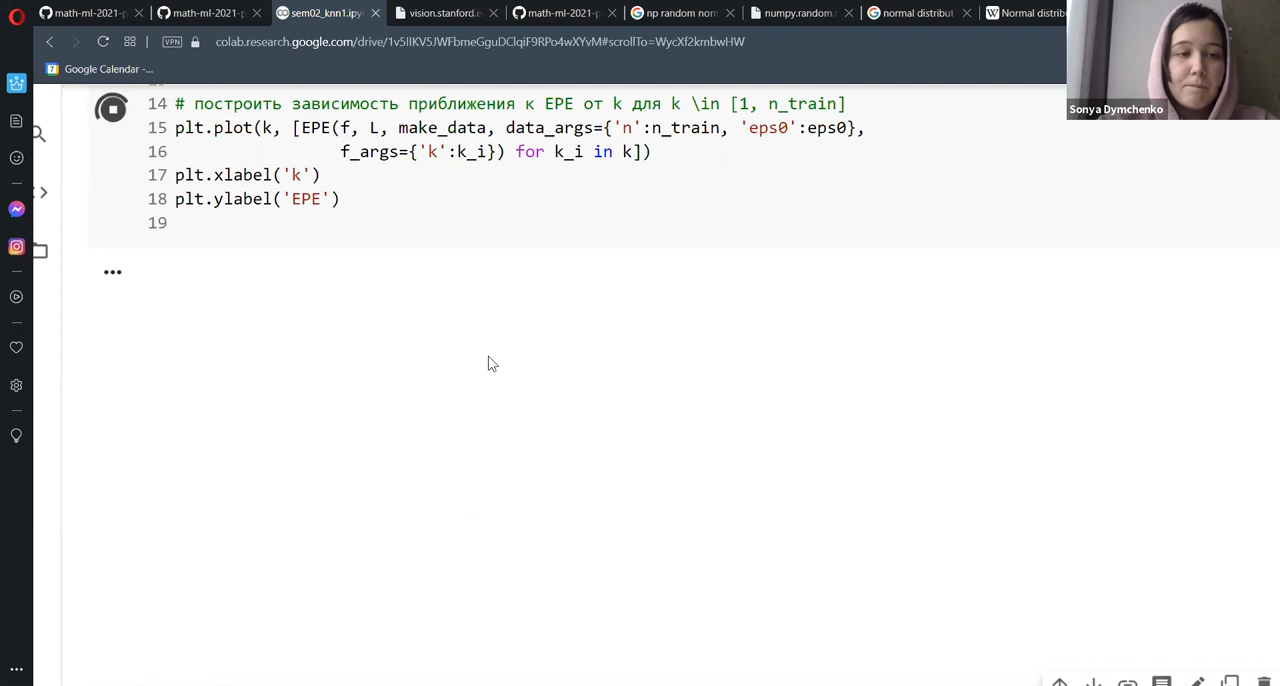 math-ml-2021-p
math-ml-2021-p
sem02_knn1.ipy
vision.stanford.e
math-ml-2021-p
np random norm
numpy.random.
normal distribut
Normal distrib
VPN
colab.research.google.com/drive/1v5IIKV5JWFbmeGguDClqiF9RPo4wXYvM#scrollTo=WycXf2kmbwHW
7 Google Calendar -...
Sonya Dymchenko
14 # построить зависимость приближения к EPE от k для k \in [1, n_train]
15 plt.plot(k, [EPE(f, L, make_data, data_args={'n':n_train, 'eps0':eps0},
16 f_args={'k':k_i}) for k_i in k])
17 plt.xlabel('k')
18 plt.ylabel('EPE')
19